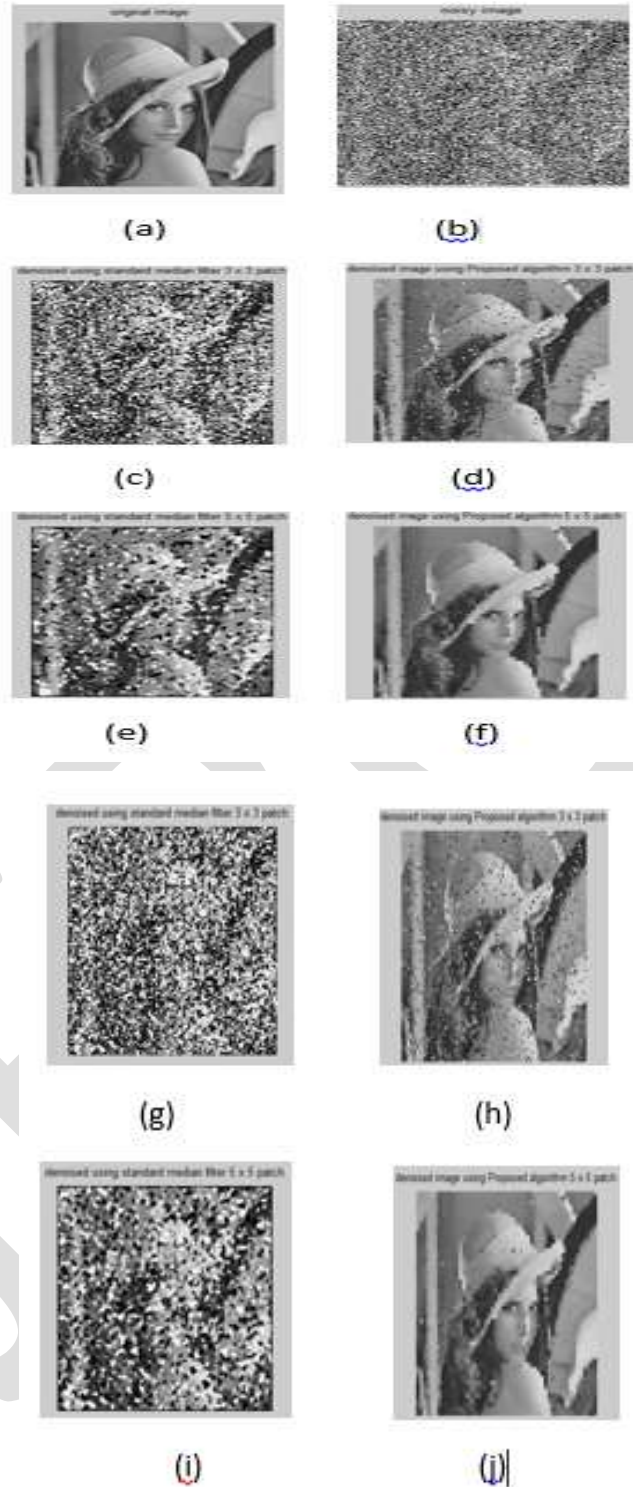 original image
noisy image
(a)
(b)
denoised using standard median filter 3 x 3 patch
denoised image using Proposed algorithm 3 x 3 patch
(c)
(d)
denoised using standard median filter 5 x 5 patch
denoised image using Proposed algorithm 5 x 5 patch
(e)
(f)
denoised using standard median filter 3 x 3 patch
denoised image using Proposed algorithm 3 x 3 patch
(g)
(h)
denoised using standard median filter 5 x 5 patch
denoised image using Proposed algorithm 5 x 5 patch
(i)
(j)